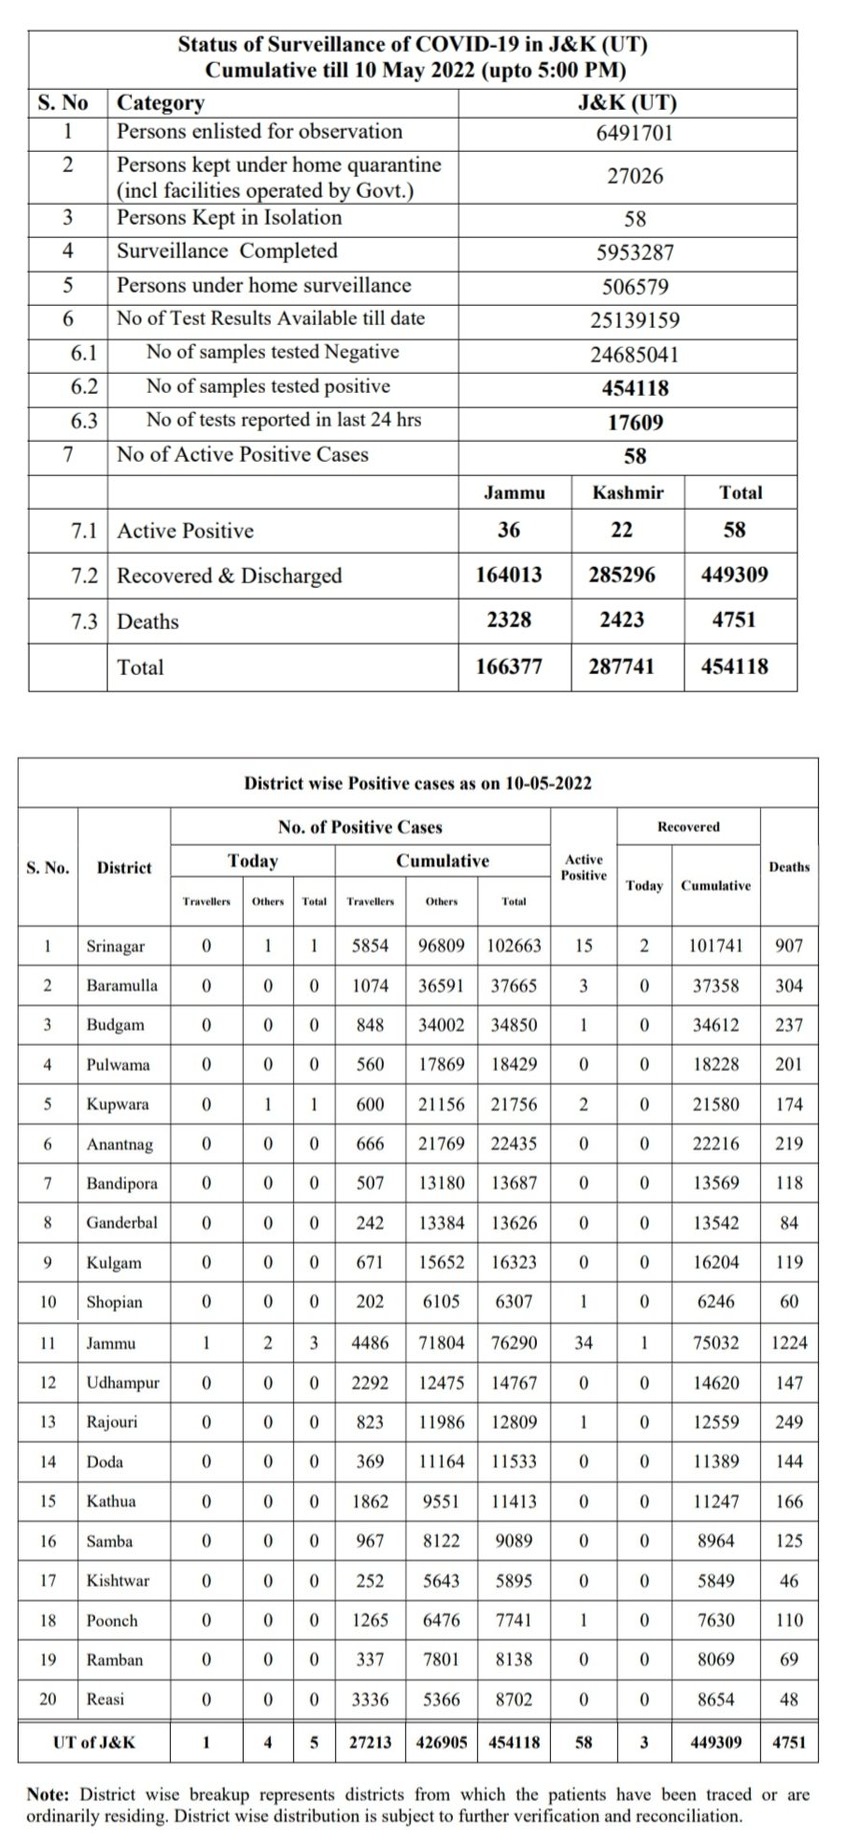 Status of Surveillance of COVID-19 in J&K (UT)
Cumulative till 10 May 2022 (upto 5:00 PM)
S. No Category J&K (UT)
1 Persons enlisted for observation 6491701
2 Persons kept under home quarantine
(incl facilities operated by Govt.) 27026
3 Persons Kept in Isolation 58
4 Surveillance Completed 5953287
5 Persons under home surveillance 506579
6 No of Test Results Available till date 25139159
6.1 No of samples tested Negative 24685041
6.2 No of samples tested positive 454118
6.3 No of tests reported in last 24 hrs 17609
7 No of Active Positive Cases 58
Jammu Kashmir Total
7.1 Active Positive 36 22 58
7.2 Recovered & Discharged 164013 285296 449309
7.3 Deaths 2328 2423 4751
Total 166377 287741 454118
District wise Positive cases as on 10-05-2022
No. of Positive Cases Recovered
S. No. District Today Cumulative Active
Positive Deaths
Today Cumulative
Travellers Others Total Travellers Others Total
1 Srinagar 0 1 1 5854 96809 102663 15 2 101741 907
2 Baramulla 0 0 0 1074 36591 37665 3 0 37358 304
3 Budgam 0 0 0 848 34002 34850 1 0 34612 237
4 Pulwama 0 0 0 560 17869 18429 0 0 18228 201
5 Kupwara 0 1 1 600 21156 21756 2 0 21580 174
6 Anantnag 0 0 0 666 21769 22435 0 0 22216 219
7 Bandipora 0 0 0 507 13180 13687 0 0 13569 118
8 Ganderbal 0 0 0 242 13384 13626 0 0 13542 84
9 Kulgam 0 0 0 671 15652 16323 0 0 16204 119
10 Shopian 0 0 0 202 6105 6307 1 0 6246 60
11 Jammu 1 2 3 4486 71804 76290 34 1 75032 1224
12 Udhampur 0 0 0 2292 12475 14767 0 0 14620 147
13 Rajouri 0 0 0 823 11986 12809 1 0 12559 249
14 Doda 0 0 0 369 11164 11533 0 0 11389 144
15 Kathua 0 0 0 1862 9551 11413 0 0 11247 166
16 Samba 0 0 0 967 8122 9089 0 0 8964 125
17 Kishtwar 0 0 0 252 5643 5895 0 0 5849 46
18 Poonch 0 0 0 1265 6476 7741 1 0 7630 110
19 Ramban 0 0 0 337 7801 8138 0 0 8069 69
20 Reasi 0 0 0 3336 5366 8702 0 0 8654 48
UT of J&K 1 4 5 27213 426905 454118 58 3 449309 4751
Note: District wise breakup represents districts from which the patients have been traced or are
ordinarily residing. District wise distribution is subject to further verification and reconciliation.